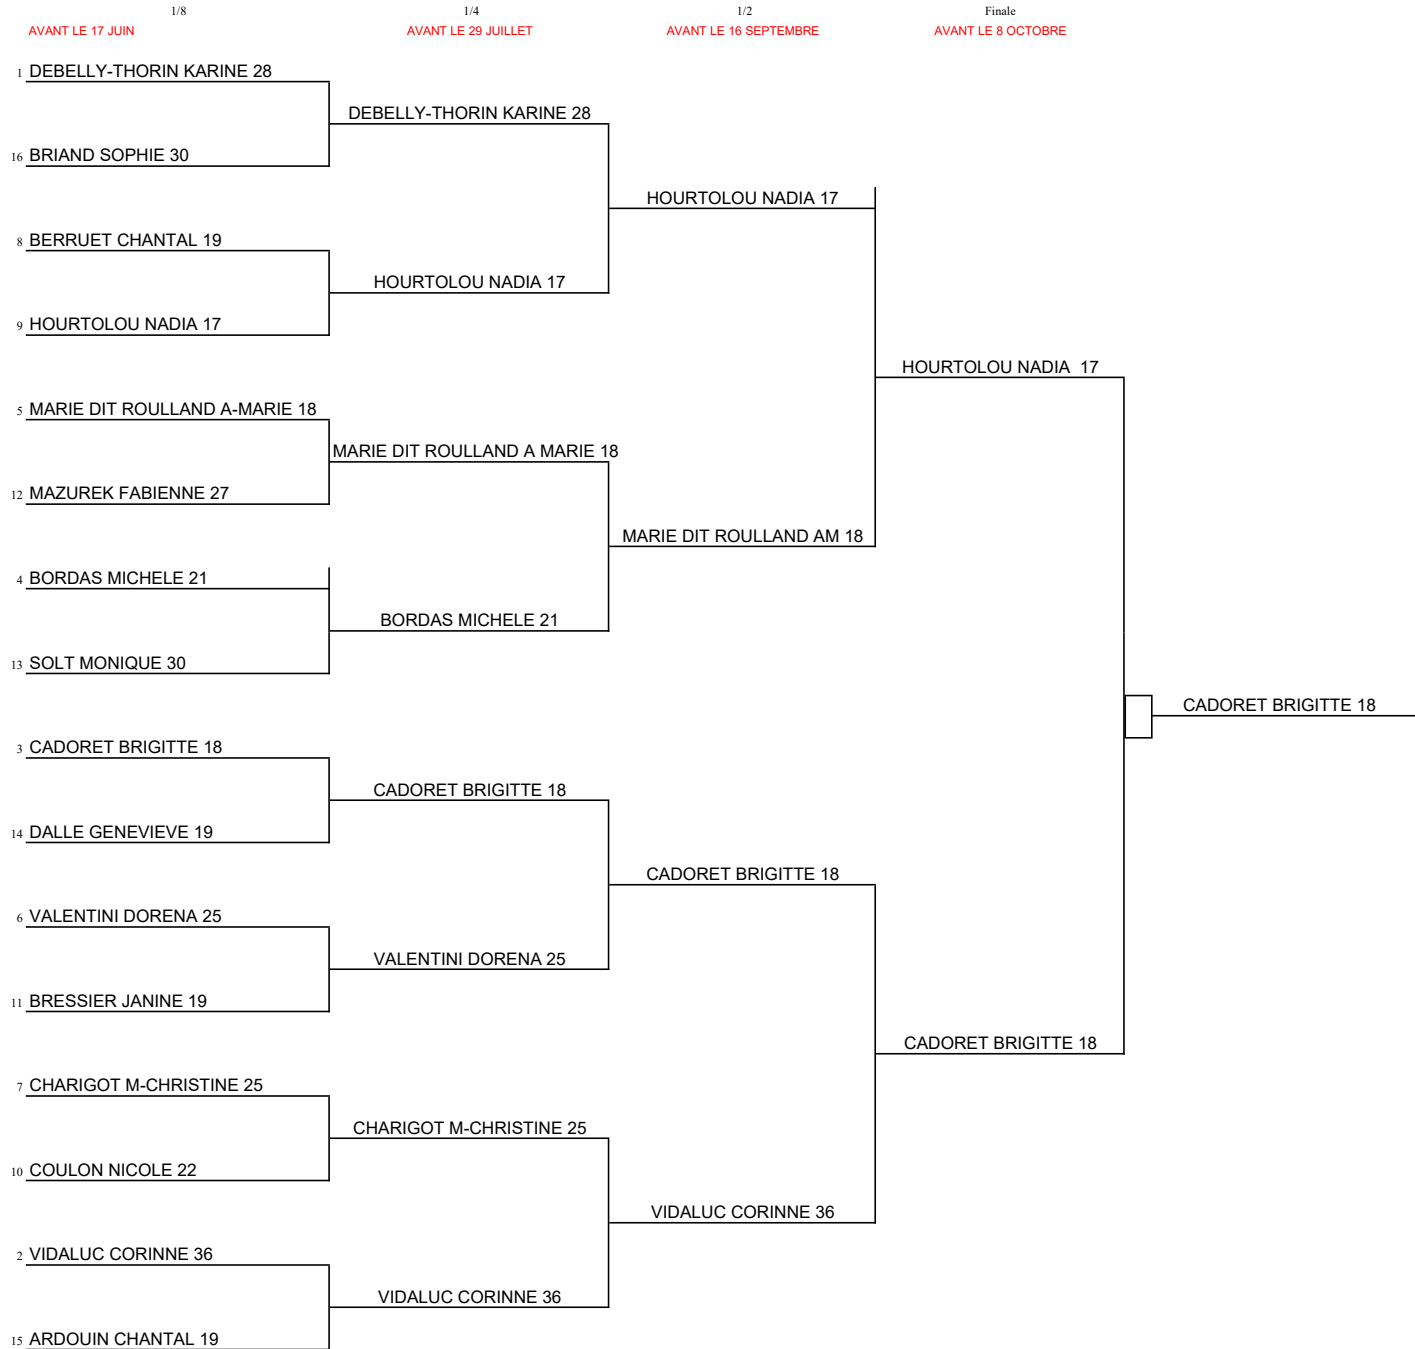 1/8 1/4 1/2 Finale
AVANT LE 17 JUIN AVANT LE 29 JUILLET AVANT LE 16 SEPTEMBRE AVANT LE 8 OCTOBRE
1 DEBELLY-THORIN KARINE 28
DEBELLY-THORIN KARINE 28
16 BRIAND SOPHIE 30
HOURTOLOU NADIA 17
8 BERRUET CHANTAL 19
HOURTOLOU NADIA 17
9 HOURTOLOU NADIA 17
HOURTOLOU NADIA 17
5 MARIE DIT ROULLAND A-MARIE 18
MARIE DIT ROULLAND A MARIE 18
12 MAZUREK FABIENNE 27
MARIE DIT ROULLAND AM 18
4 BORDAS MICHELE 21
BORDAS MICHELE 21
13 SOLT MONIQUE 30
CADORET BRIGITTE 18
3 CADORET BRIGITTE 18
CADORET BRIGITTE 18
14 DALLE GENEVIEVE 19
CADORET BRIGITTE 18
6 VALENTINI DORENA 25
VALENTINI DORENA 25
11 BRESSIER JANINE 19
CADORET BRIGITTE 18
7 CHARIGOT M-CHRISTINE 25
CHARIGOT M-CHRISTINE 25
10 COULON NICOLE 22
VIDALUC CORINNE 36
2 VIDALUC CORINNE 36
VIDALUC CORINNE 36
15 ARDOUIN CHANTAL 19